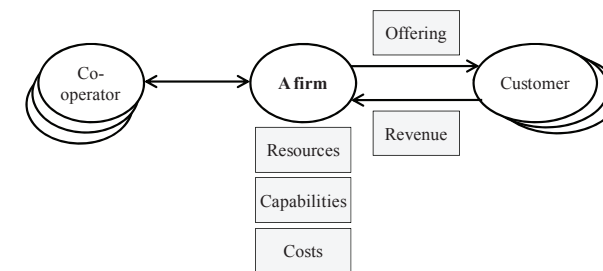 Offering
Co-
operator
A firm
Customer
Revenue
Resources
Capabilities
Costs